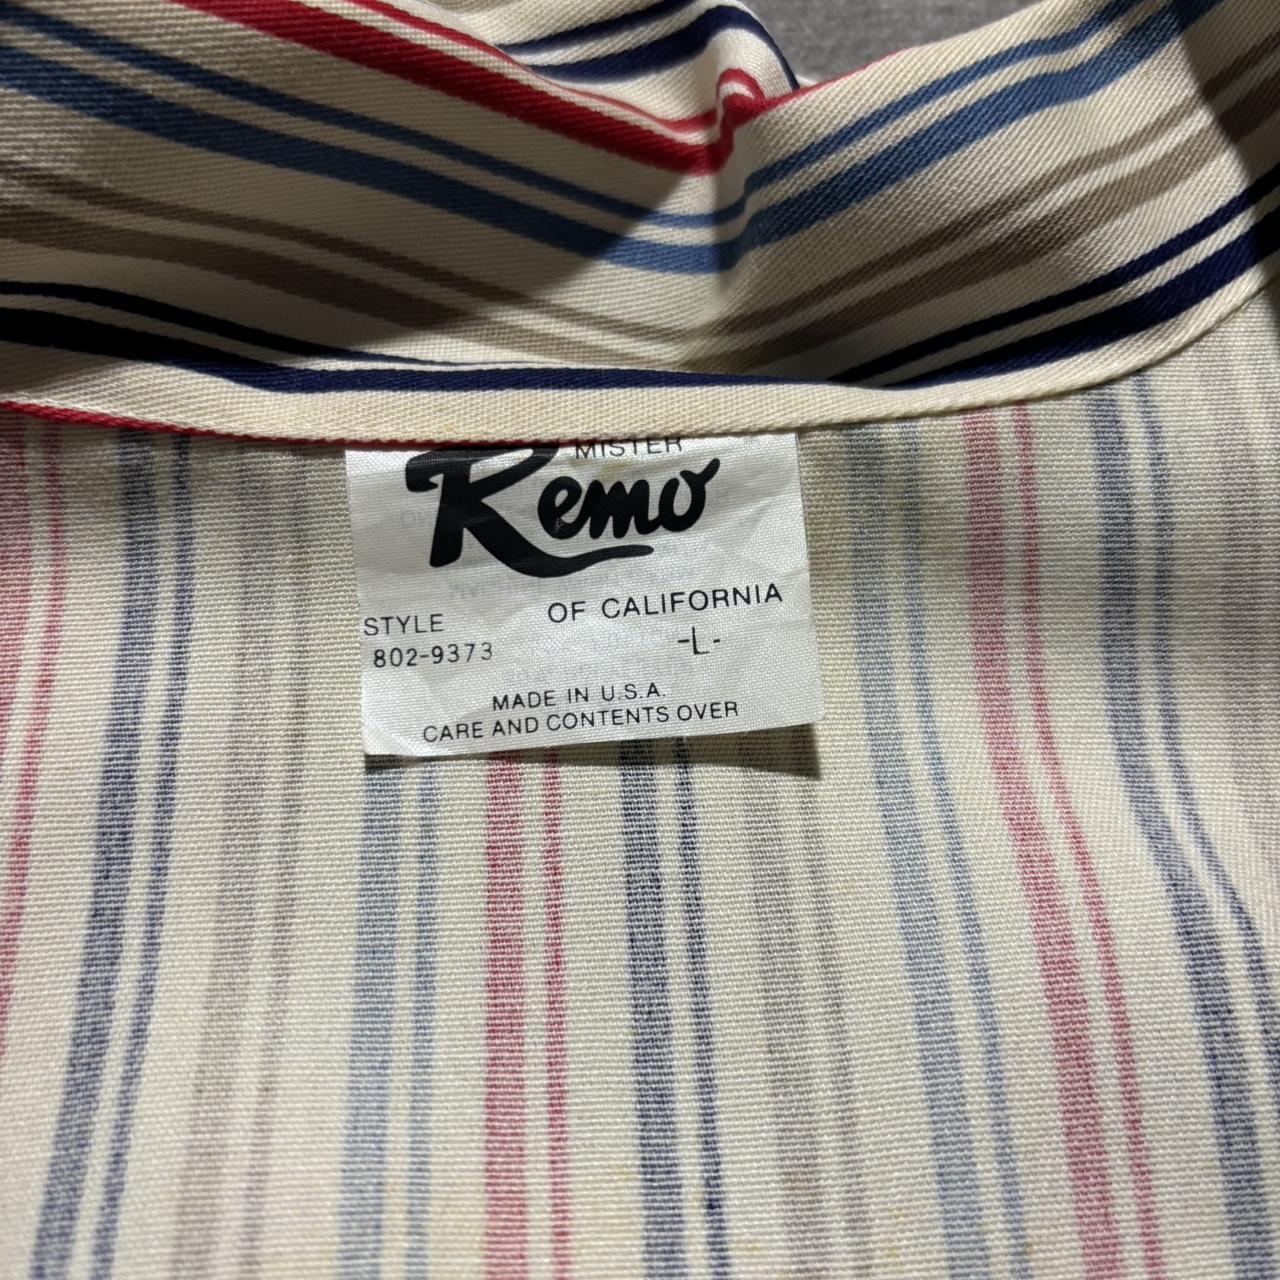 MISTER
Remo
OF CALIFORNIA
STYLE
802-9373
-L-
MADE IN U.S.A.
CARE AND CONTENTS OVER